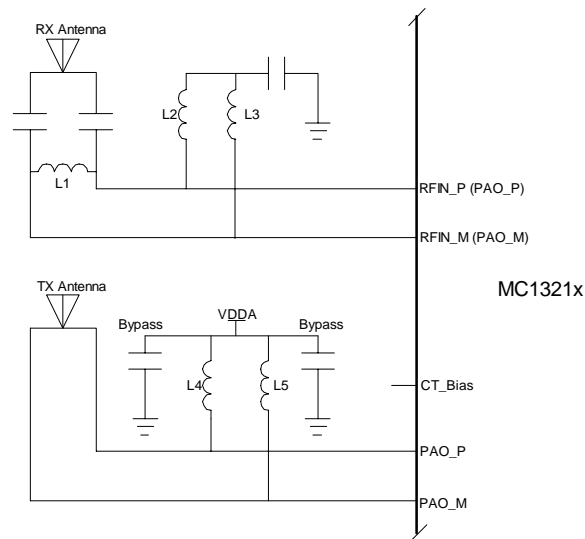 RX Antenna
L2
L3
L1
RFIN_P (PAO_P)
RFIN_M (PAO_M)
MC1321x
TX Antenna
Bypass
VDDA
Bypass
L4
L5
CT_Bias
PAO_P
PAO_M